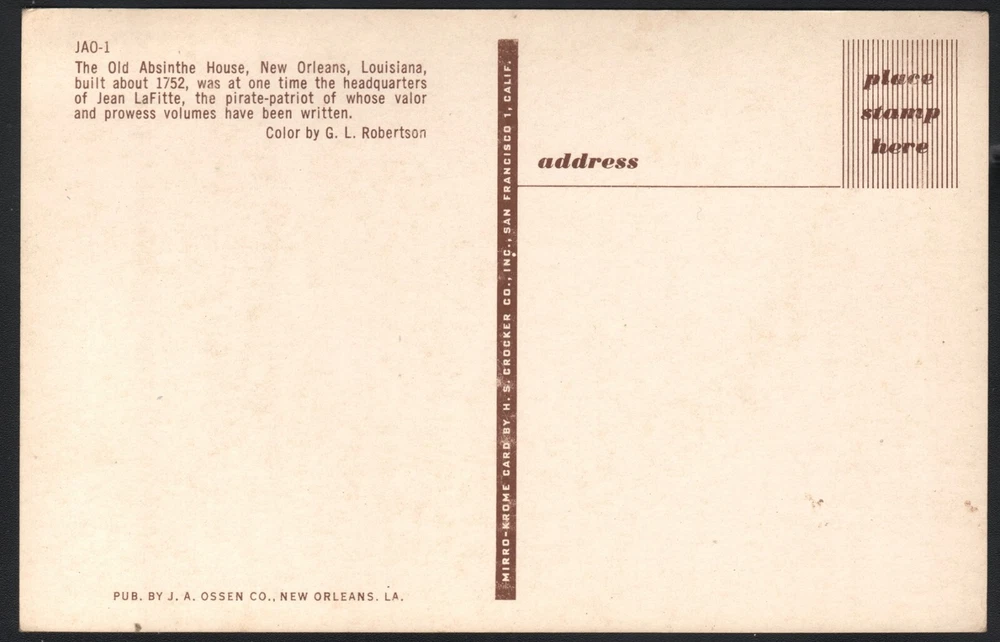 JAO-1
The Old Absinthe House, New Orleans, Louisiana,
built about 1752, was at one time the headquarters
of Jean LaFitte, the pirate-patriot of whose valor
and prowess volumes have been written.
Color by G. L. Robertson
PUB. BY J. A. OSSEN CO., NEW ORLEANS. LA.
MIRRO-KROME CARD BY H. S. CROCKER CO., INC., SAN FRANCISCO 1, CALIF.
address
place
stamp
here